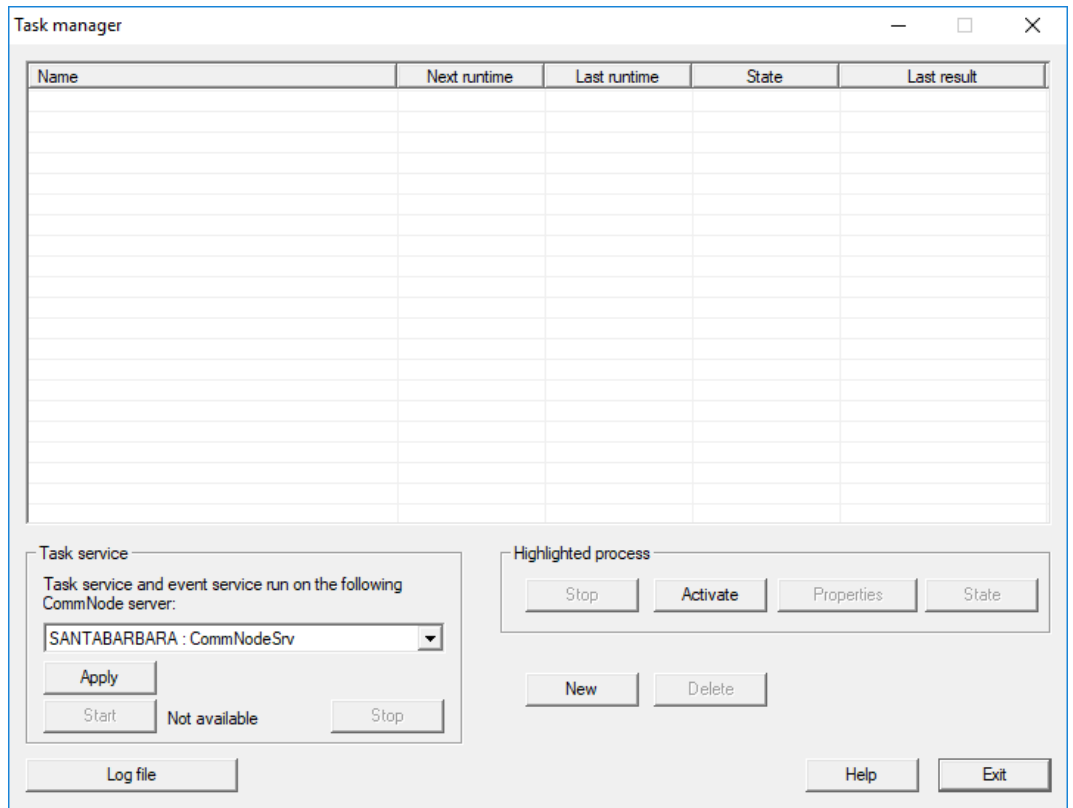 Task manager
Name Next runtime Last runtime State Last result
Task service
Task service and event service run on the following
CommNode server:
SANTABARBARA : CommNodeSrv
Apply
Start Not available Stop
Log file
Highlighted process
Stop Activate Properties State
New Delete
Help Exit